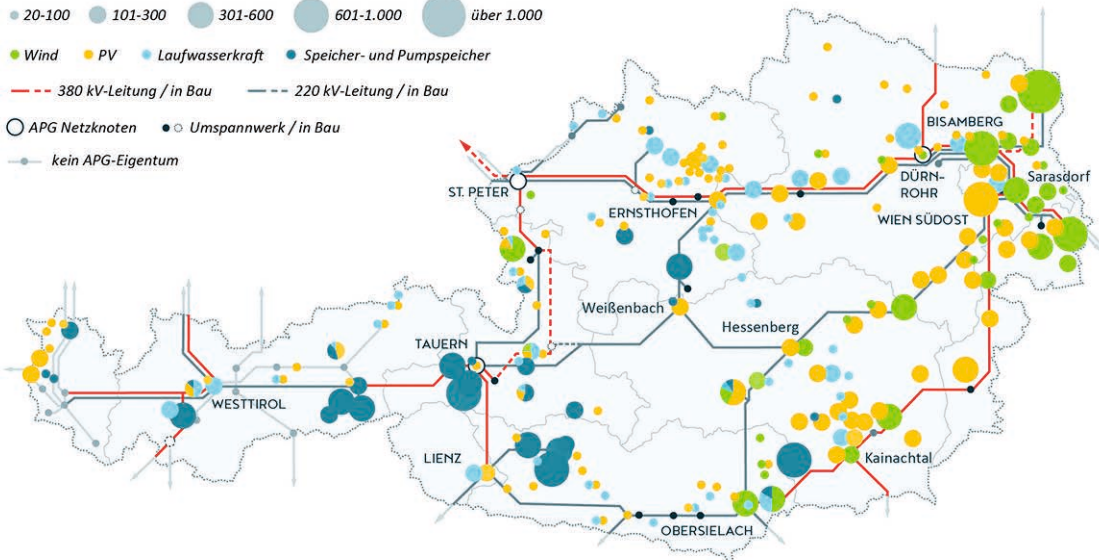 20-100 101-300 301-600 601-1.000 über 1.000
Wind PV Laufwasserkraft Speicher- und Pumpspeicher
380 kV-Leitung / in Bau 220 kV-Leitung / in Bau
APG Netzknoten Umspannwerk / in Bau
kein APG-Eigentum
BISAMBERG
DÜRN-
ROHR
Sarasdorf
ST. PETER
ERNSTHOFEN
WIEN SÜDOST
Weißenbach
Hessenberg
TAUERN
WESTTIROL
LIENZ
Kainachtal
OBERSIELACH